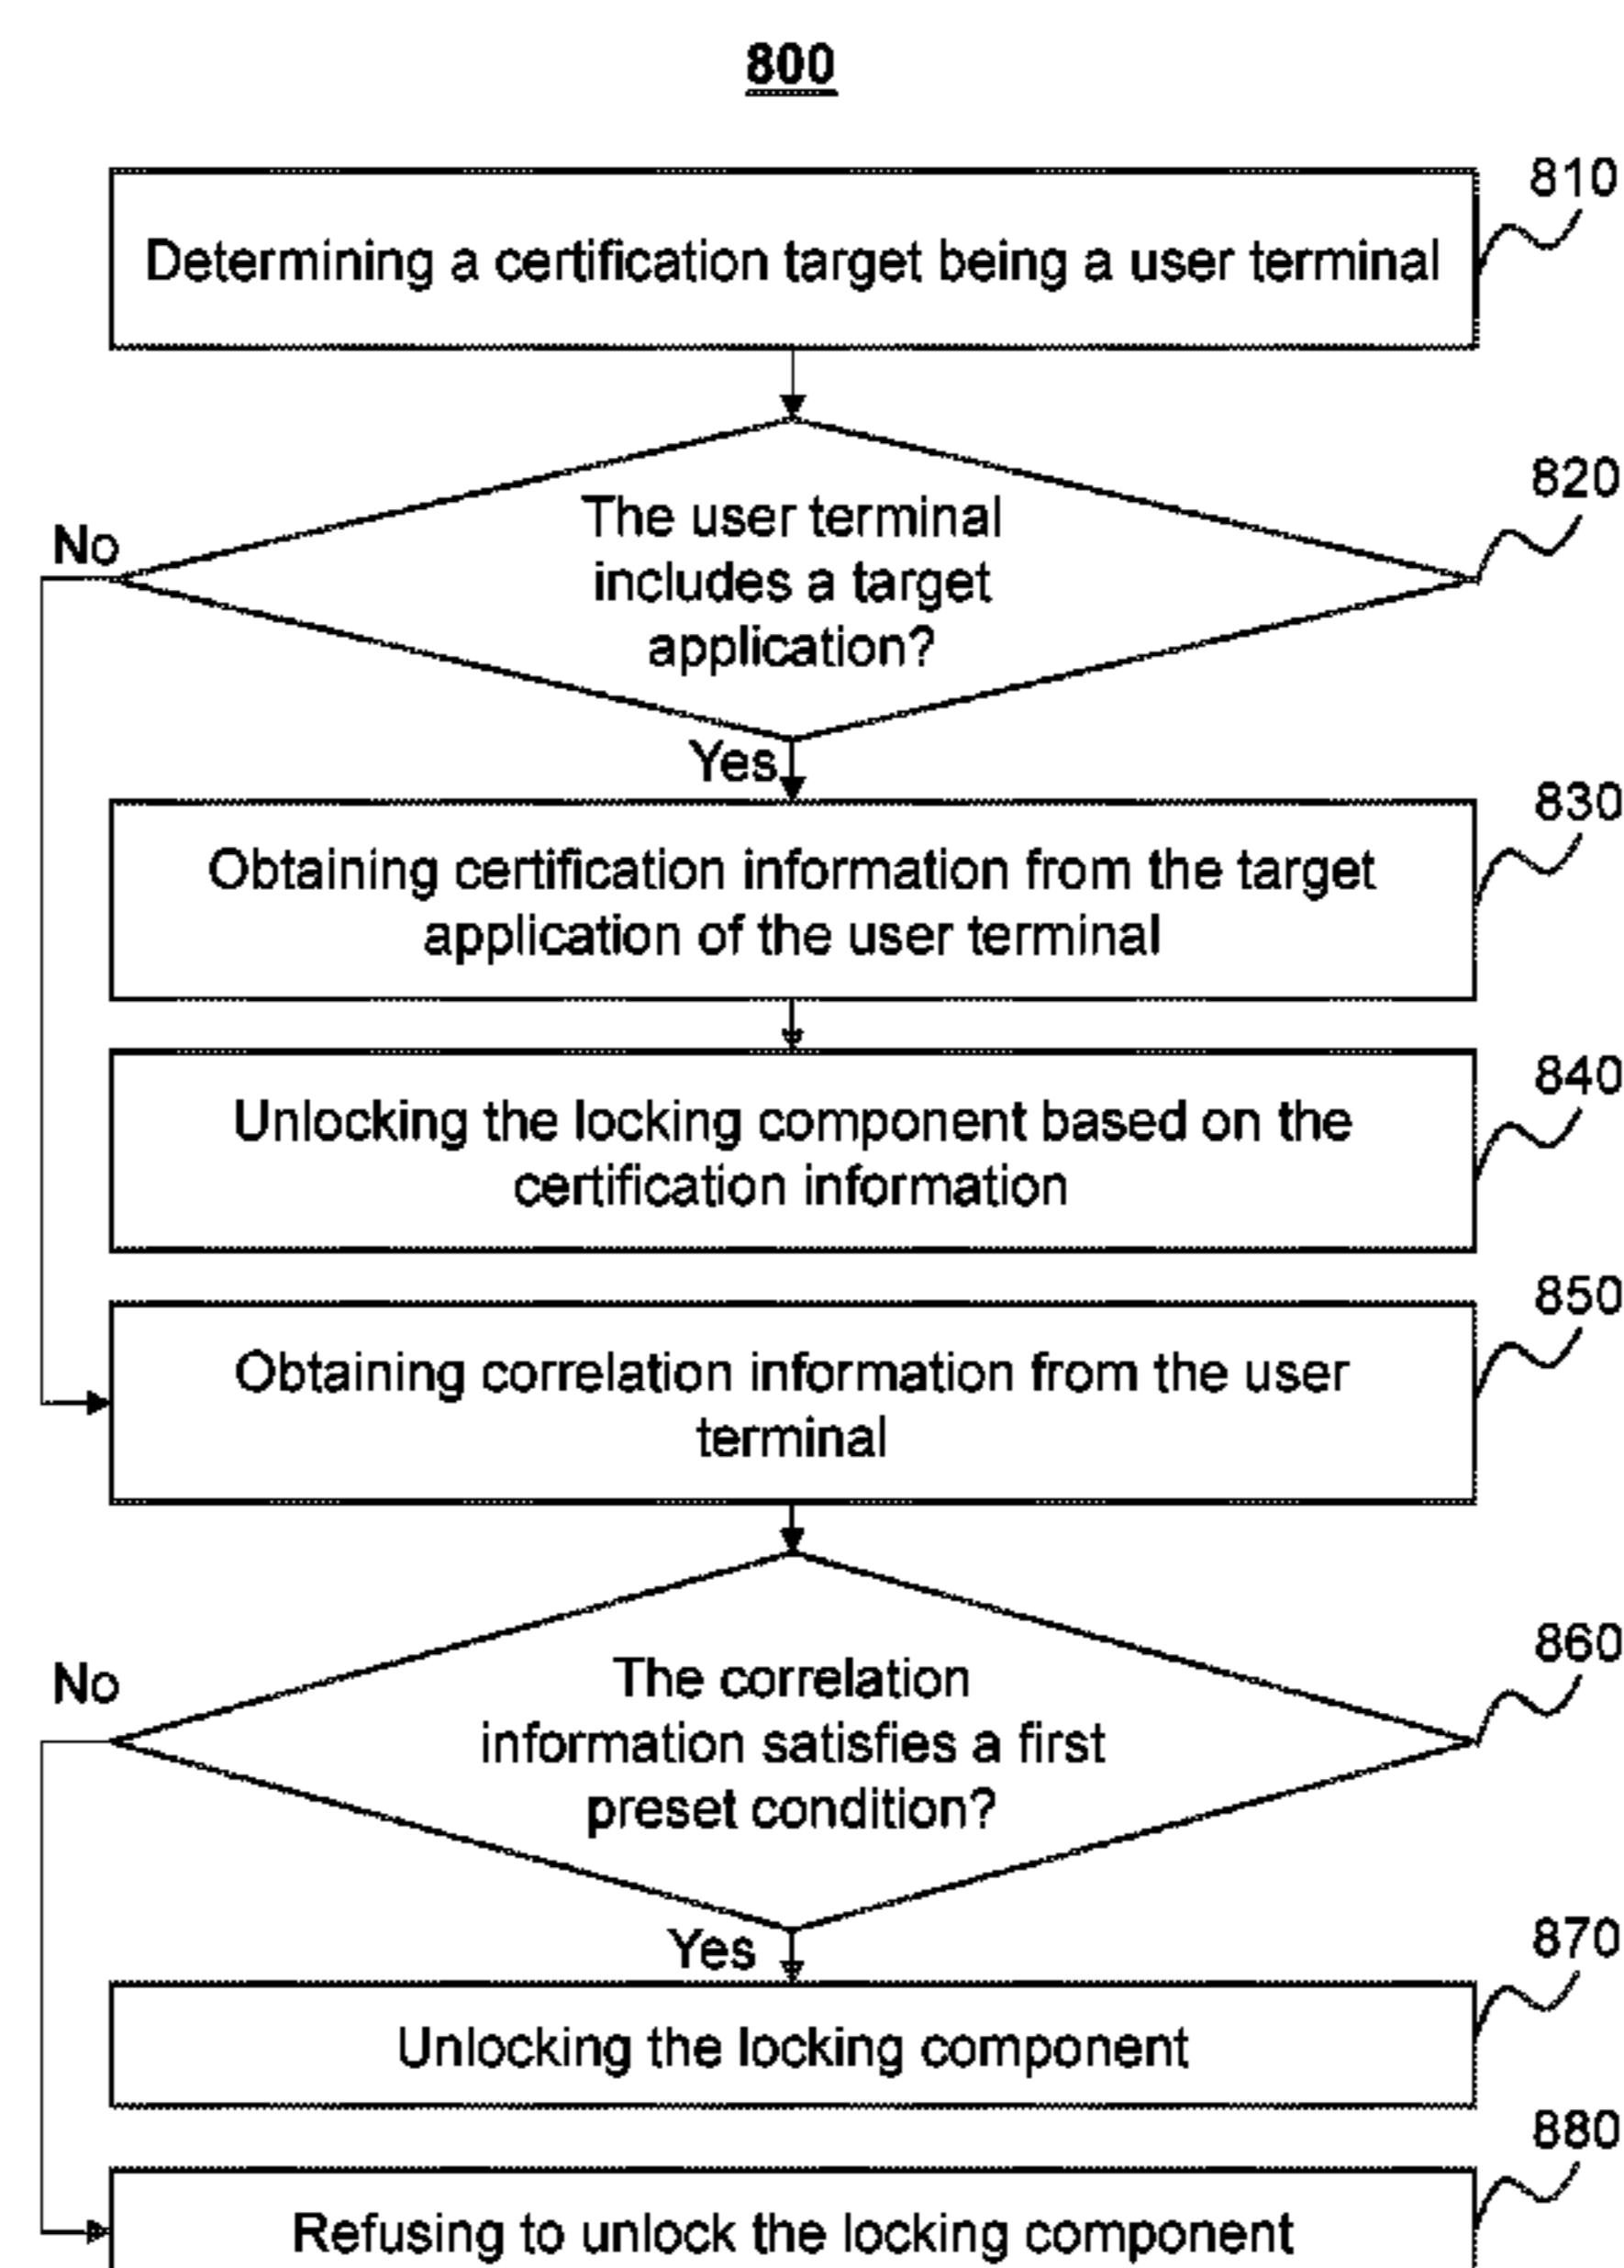 800
810
Determining a certification target being a user terminal
820
No
The user terminal
includes a target
application?
Yes
830
Obtaining certification information from the target
application of the user terminal
840
Unlocking the locking component based on the
certification information
850
Obtaining correlation information from the user
terminal
860
No
The correlation
information satisfies a first
preset condition?
Yes
870
Unlocking the locking component
880
Refusing to unlock the locking component